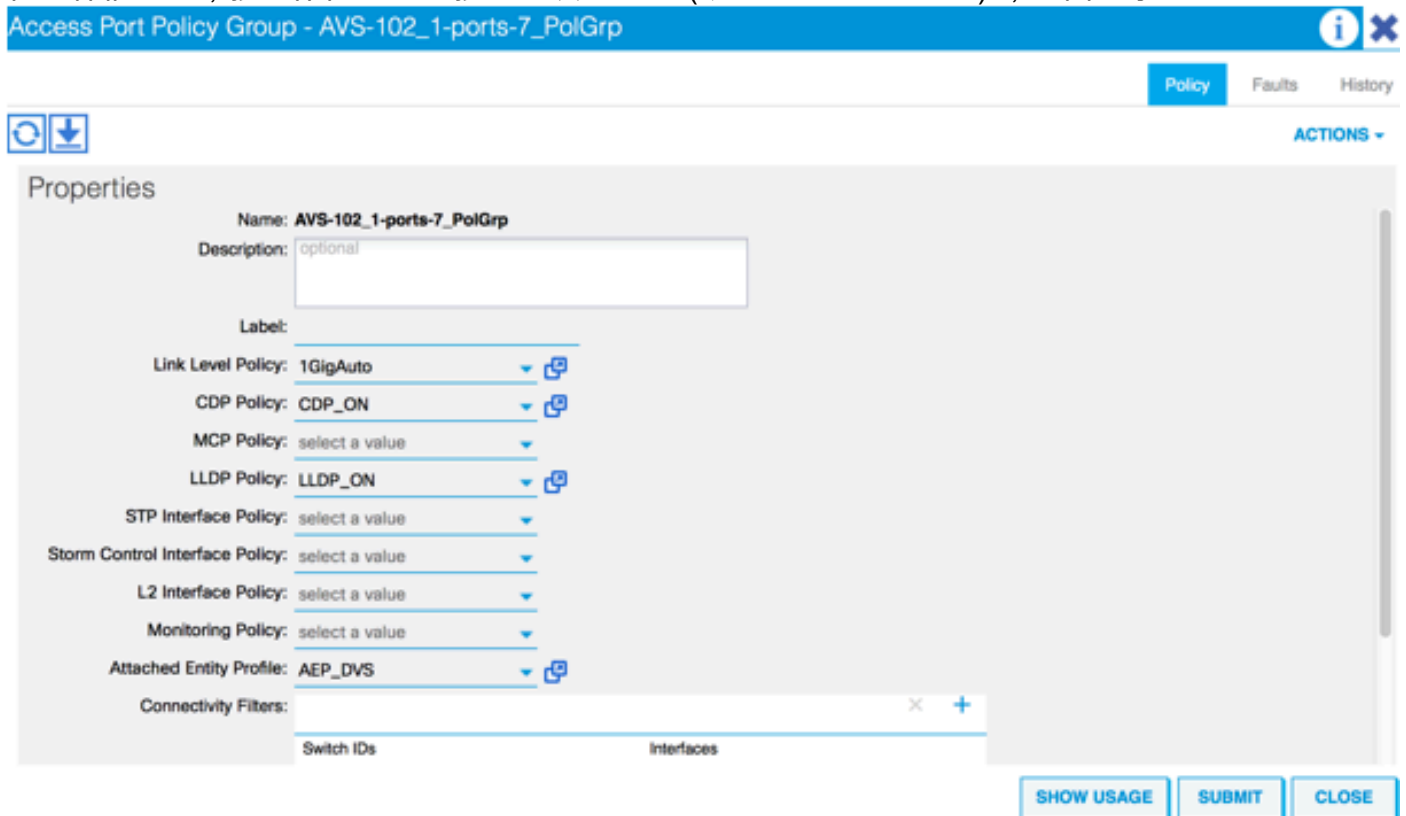 Access Port Policy Group - AVS-102_1-ports-7_PolGrp
i
Policy Faults History
ACTIONS
Properties
Name: AVS-102_1-ports-7_PolGrp
Description: optional
Label:
Link Level Policy: 1GigAuto
CDP Policy: CDP_ON
MCP Policy: select a value
LLDP Policy: LLDP_ON
STP Interface Policy: select a value
Storm Control Interface Policy: select a value
L2 Interface Policy: select a value
Monitoring Policy: select a value
Attached Entity Profile: AEP_DVS
Connectivity Filters:
Switch IDs Interfaces
SHOW USAGE SUBMIT CLOSE